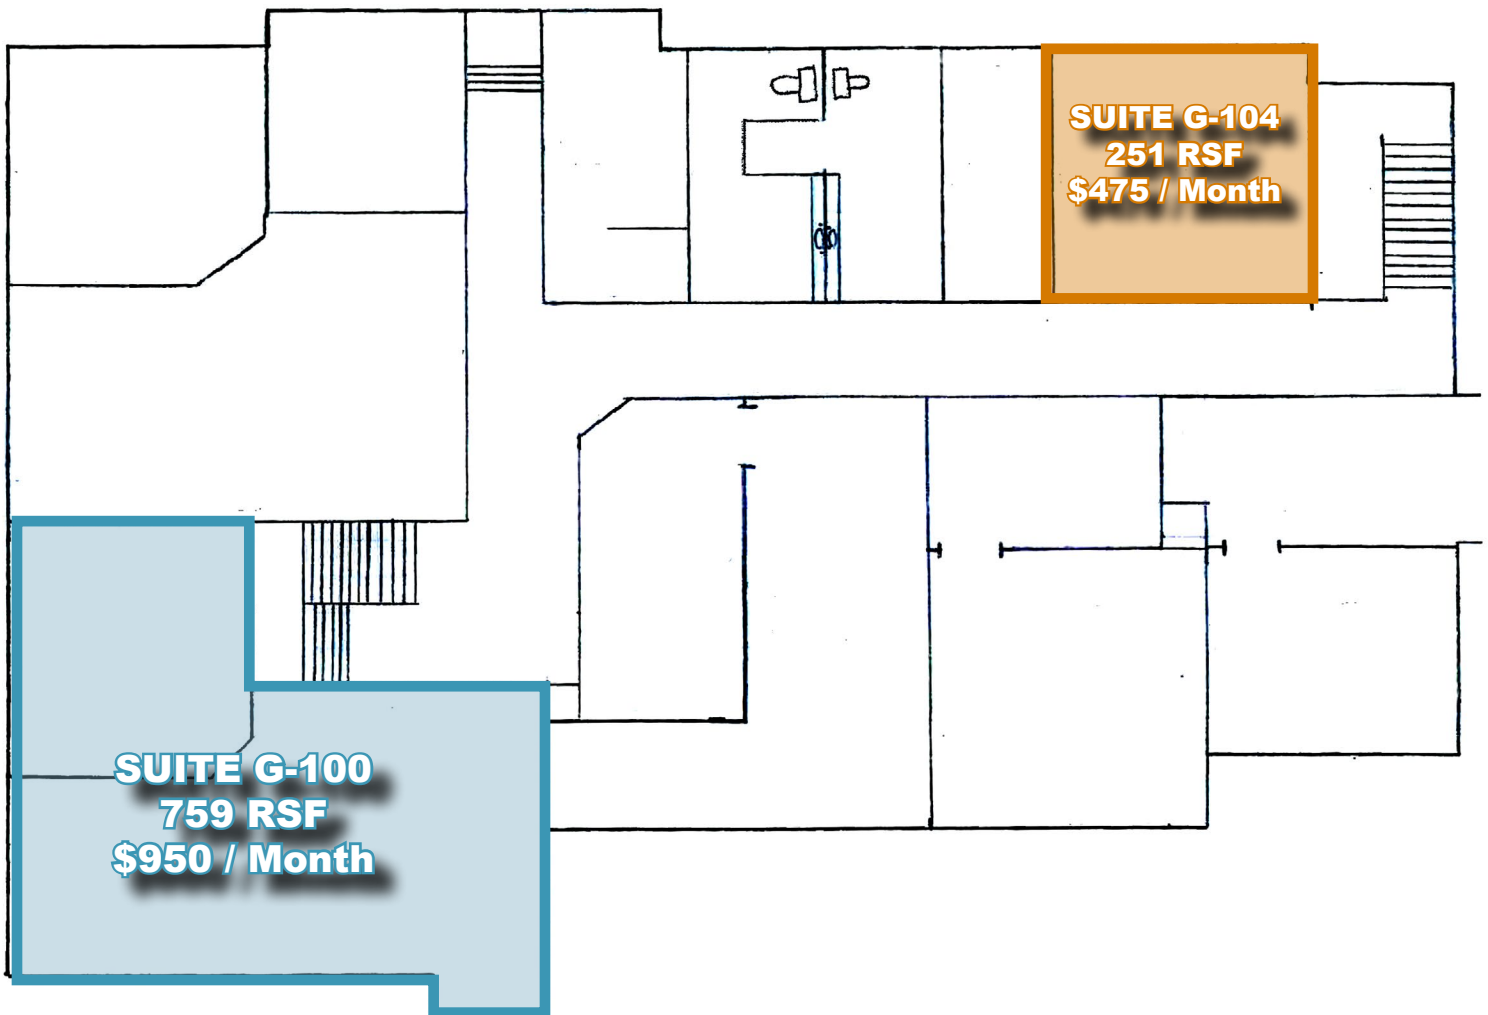 SUITE G-104
251 RSF
$475 / Month
SUITE G-100
759 RSF
$950 / Month